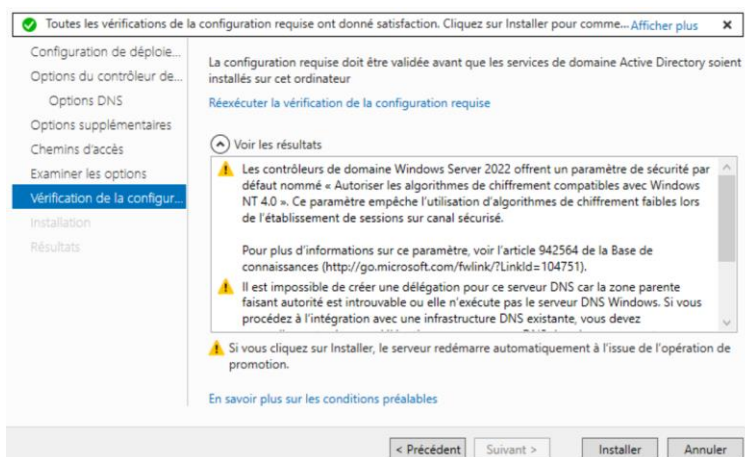 Toutes les vérifications de la configuration requise ont donné satisfaction. Cliquez sur Installer pour comme... Afficher plus
Configuration de déploie...
Options du contrôleur de...
Options DNS
Options supplémentaires
Chemins d'accès
Examiner les options
Vérification de la configur...
Installation
Résultats
La configuration requise doit être validée avant que les services de domaine Active Directory soient
installés sur cet ordinateur
Réexécuter la vérification de la configuration requise
Voir les résultats
Les contrôleurs de domaine Windows Server 2022 offrent un paramètre de sécurité par
défaut nommé « Autoriser les algorithmes de chiffrement compatibles avec Windows
NT 4.0 ». Ce paramètre empêche l'utilisation d'algorithmes de chiffrement faibles lors
de l'établissement de sessions sur canal sécurisé.
Pour plus d'informations sur ce paramètre, voir l'article 942564 de la Base de
connaissances (http://go.microsoft.com/fwlink/?LinkId=104751).
Il est impossible de créer une délégation pour ce serveur DNS car la zone parente
faisant autorité est introuvable ou elle n'exécute pas le serveur DNS Windows. Si vous
procédez à l'intégration avec une infrastructure DNS existante, vous devez
Si vous cliquez sur Installer, le serveur redémarre automatiquement à l'issue de l'opération de
promotion.
En savoir plus sur les conditions préalables
< Précédent
Suivant >
Installer
Annuler